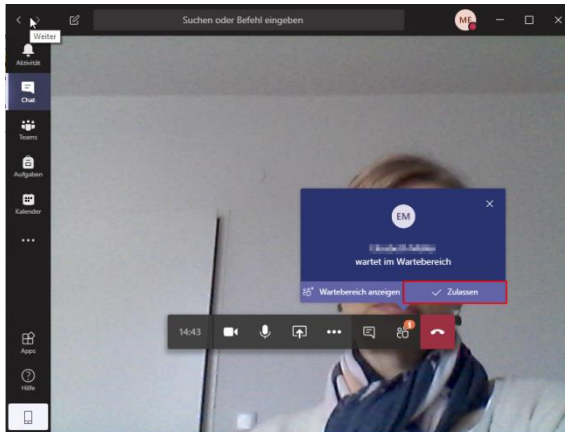 Suchen oder Befehl eingeben
ME
Weiter
Aktivität
Chat
Teams
Aufgaben
Kalender
Apps
Hilfe
EM
wartet im Wartebereich
Wartebereich anzeigen
Zulassen
14:43
1